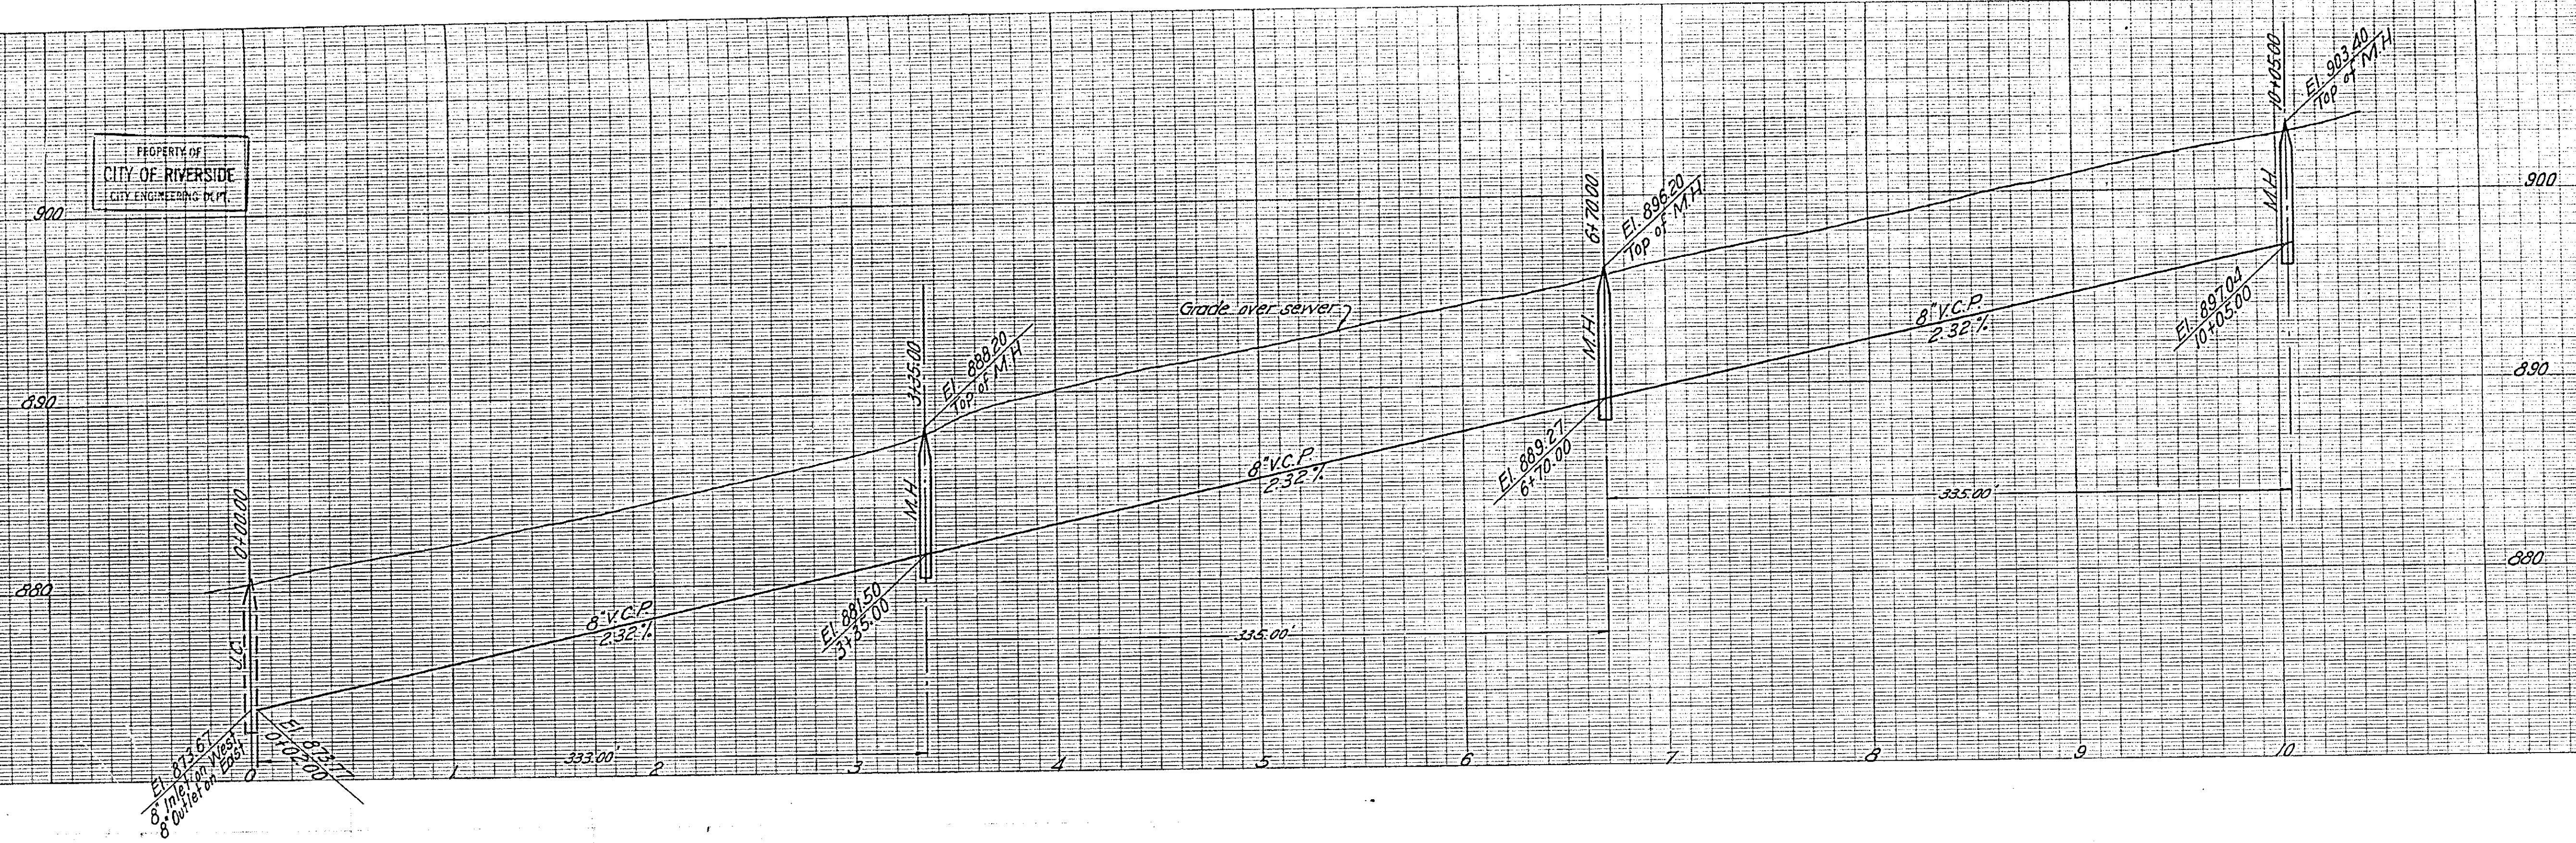 PROPERTY OF
CITY OF RIVERSIDE
CITY ENGINEERING DEPT.
900
890
880
0+00.00
J.C.
El. 873.67
8" Inlet on West
8" Outlet on East
El. 873.77
0+02.00
8" V.C.P.
2.32 %
333.00'
3+35.00
El. 888.20
Top of M.H.
M.H.
El. 881.50
3+35.00
8" V.C.P.
2.32 %
335.00'
Grade over sewer
6+70.00
El. 896.20
Top of M.H.
M.H.
El. 889.27
6+70.00
8" V.C.P.
2.32 %
335.00'
10+05.00
El. 903.40
Top of M.H.
M.H.
El. 897.04
10+05.00
900
890
880
0 1 2 3 4 5 6 7 8 9 10